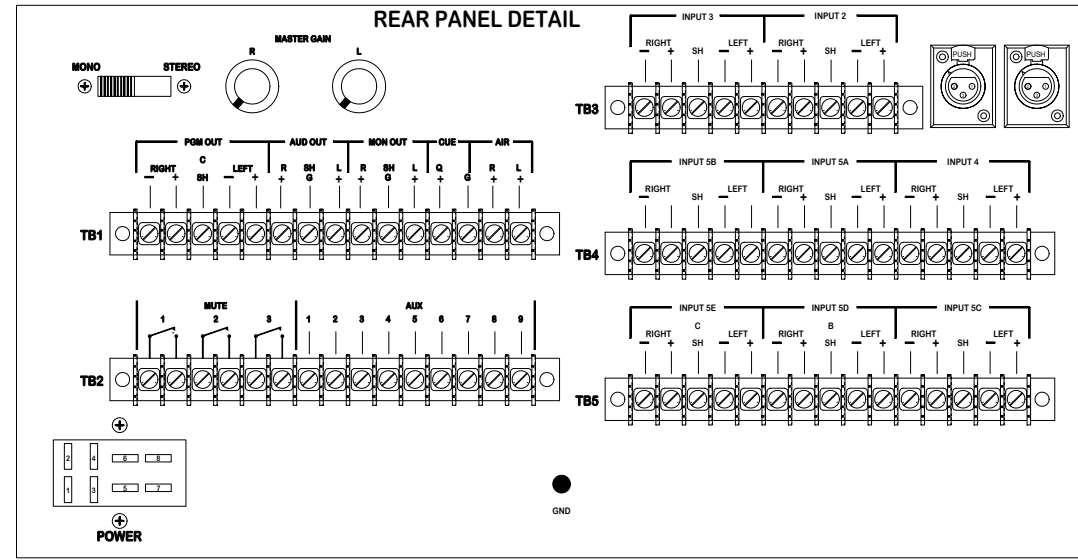 REAR PANEL DETAIL
MASTER GAIN
R L
MONO STEREO
PGM OUT AUD OUT MON OUT CUE AIR
C
RIGHT SH LEFT R SH L R SH L Q R L
− + − + + G + + G + + G + +
TB1
MUTE AUX
1 2 3 1 2 3 4 5 6 7 8 9
TB2
2 4 6 8
1 3 5 7
POWER
GND
INPUT 3 INPUT 2
RIGHT SH LEFT RIGHT SH LEFT
− + − + − + − +
PUSH PUSH
TB3
INPUT 5B INPUT 5A INPUT 4
RIGHT SH LEFT RIGHT SH LEFT RIGHT SH LEFT
− + − + − + − + − + − +
TB4
INPUT 5E INPUT 5D INPUT 5C
C B
RIGHT SH LEFT RIGHT SH LEFT RIGHT SH LEFT
− + − + − + − + − + − +
TB5